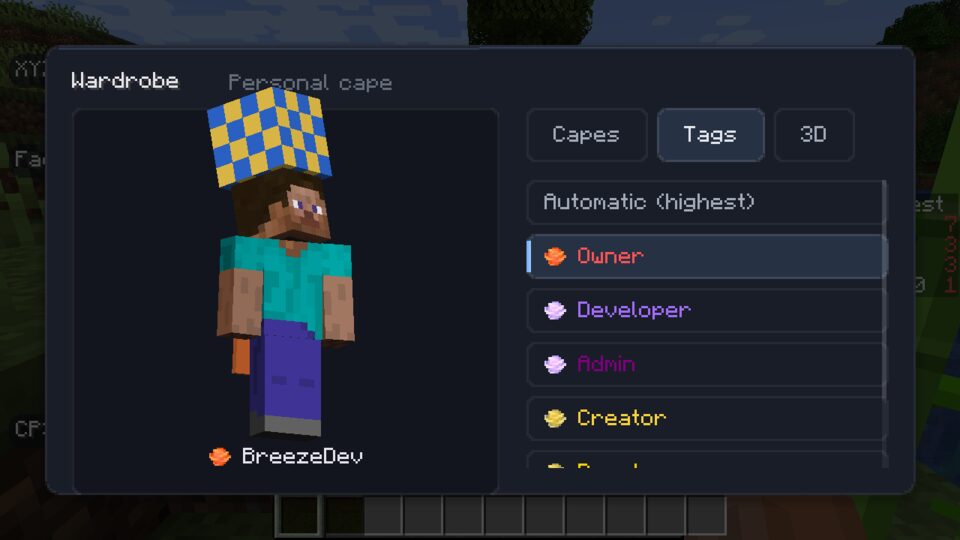 Wardrobe
Personal cape
Capes
Tags
3D
Automatic (highest)
Owner
Developer
Admin
Creator
BreezeDev